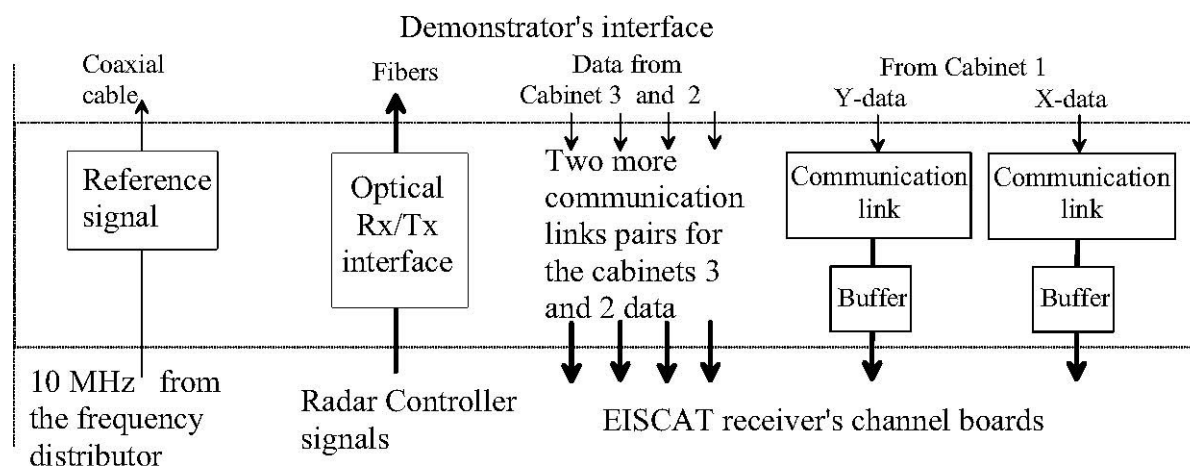 Demonstrator's interface
Coaxial
cable
Fibers
Data from
Cabinet 3 and 2
From Cabinet 1
Y-data
X-data
Reference
signal
Optical
Rx/Tx
interface
Two more
communication
links pairs for
the cabinets 3
and 2 data
Communication
link
Communication
link
Buffer
Buffer
10 MHz from
the frequency
distributor
Radar Controller
signals
EISCAT receiver's channel boards